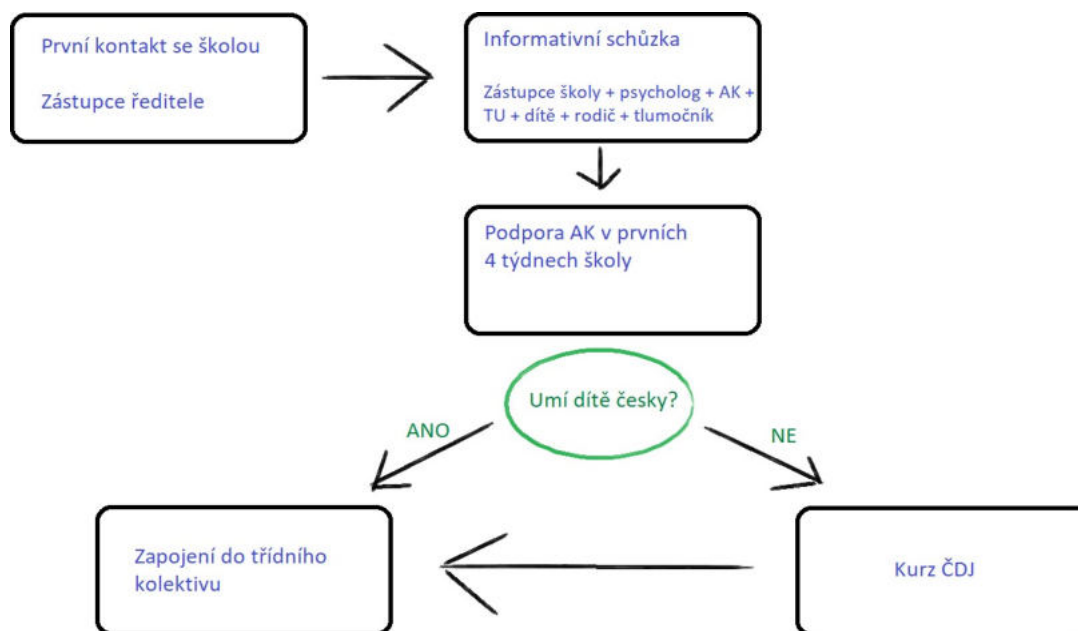 První kontakt se školou
Zástupce ředitele
Informativní schůzka
Zástupce školy + psycholog + AK +
TU + dítě + rodič + tlumočník
Podpora AK v prvních
4 týdnech školy
Umí dítě česky?
ANO
NE
Zapojení do třídního
kolektivu
Kurz ČDJ